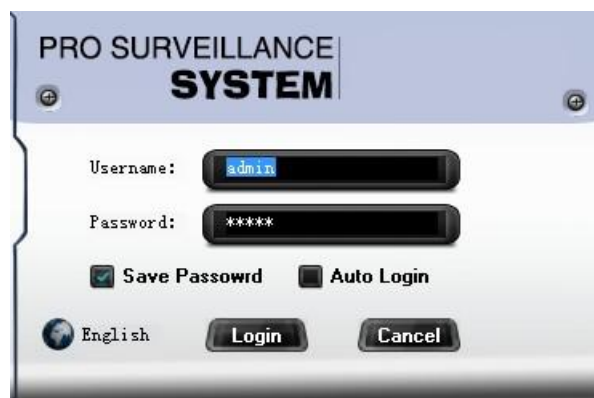 PRO SURVEILLANCE
SYSTEM
Username: admin
Password: *****
Save Passowrd Auto Login
English Login Cancel